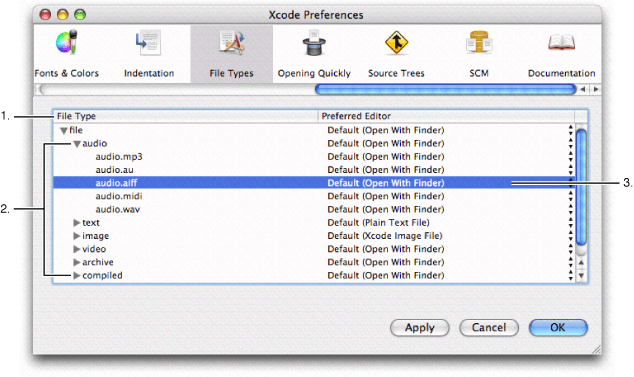 Xcode Preferences
Fonts & Colors Indentation File Types Opening Quickly Source Trees SCM Documentation
1.
File Type Preferred Editor
file Default (Open With Finder)
audio Default (Open With Finder)
audio.mp3 Default (Open With Finder)
audio.au Default (Open With Finder)
audio.aiff Default (Open With Finder)
3.
audio.midi Default (Open With Finder)
2.
audio.wav Default (Open With Finder)
text Default (Plain Text File)
image Default (Xcode Image File)
video Default (Open With Finder)
archive Default (Open With Finder)
compiled Default (Open With Finder)
Apply Cancel OK